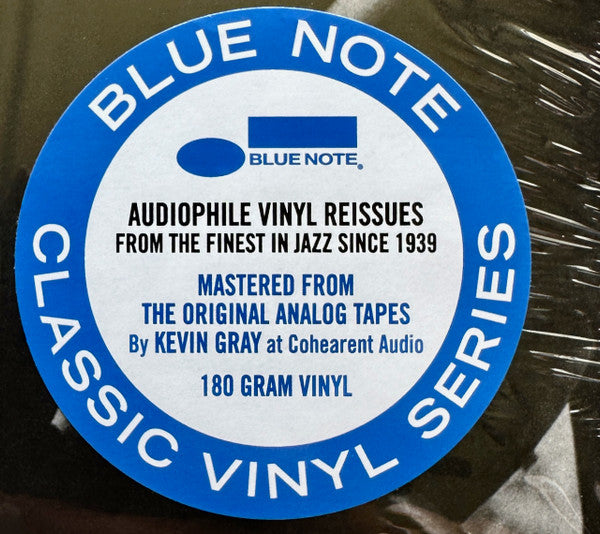 BLUE NOTE
BLUE NOTE®
AUDIOPHILE VINYL REISSUES
FROM THE FINEST IN JAZZ SINCE 1939
MASTERED FROM
THE ORIGINAL ANALOG TAPES
By KEVIN GRAY at Cohearent Audio
180 GRAM VINYL
CLASSIC VINYL SERIES